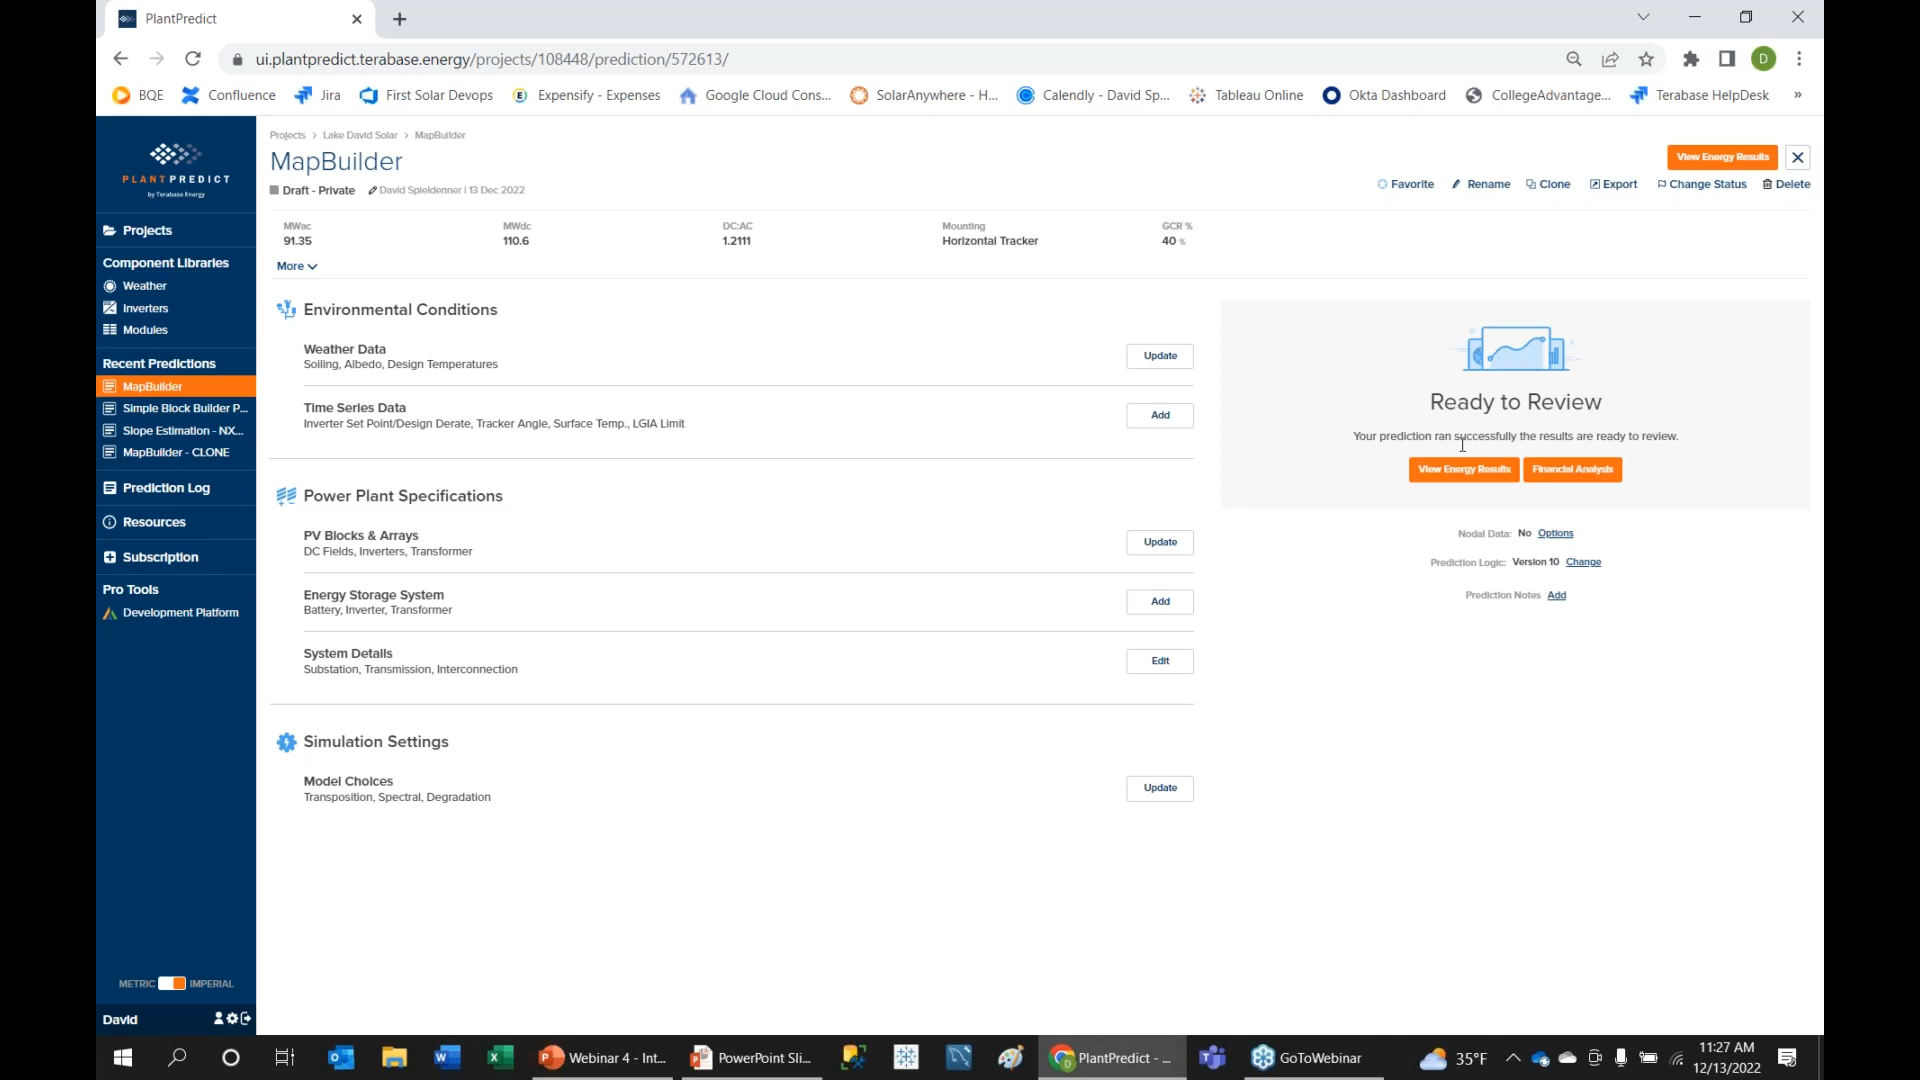 PlantPredict
ui.plantpredict.terabase.energy/projects/108448/prediction/572613/
D
BQE
Confluence
Jira
First Solar Devops
Expensify - Expenses
Google Cloud Cons...
SolarAnywhere - H...
Calendly - David Sp...
Tableau Online
Okta Dashboard
CollegeAdvantage...
Terabase HelpDesk
»
PLANTPREDICT
by Terabase Energy
Projects
Component Libraries
Weather
Inverters
Modules
Recent Predictions
MapBuilder
Simple Block Builder P...
Slope Estimation - NX...
MapBuilder - CLONE
Prediction Log
Resources
Subscription
Pro Tools
Development Platform
METRIC IMPERIAL
David
Projects > Lake David Solar > MapBuilder
MapBuilder
Draft - Private David Spieldenner | 13 Dec 2022
View Energy Results
Favorite Rename Clone Export Change Status Delete
MWac MWdc DC:AC Mounting GCR %
91.35 110.6 1.2111 Horizontal Tracker 40 %
More
Environmental Conditions
Weather Data
Soiling, Albedo, Design Temperatures
Update
Time Series Data
Inverter Set Point/Design Derate, Tracker Angle, Surface Temp., LGIA Limit
Add
Power Plant Specifications
PV Blocks & Arrays
DC Fields, Inverters, Transformer
Update
Energy Storage System
Battery, Inverter, Transformer
Add
System Details
Substation, Transmission, Interconnection
Edit
Simulation Settings
Model Choices
Transposition, Spectral, Degradation
Update
Ready to Review
Your prediction ran successfully the results are ready to review.
View Energy Results Financial Analysis
Nodal Data: No Options
Prediction Logic: Version 10 Change
Prediction Notes Add
Webinar 4 - Int...
PowerPoint Sli...
PlantPredict - ...
GoToWebinar
35°F
11:27 AM
12/13/2022